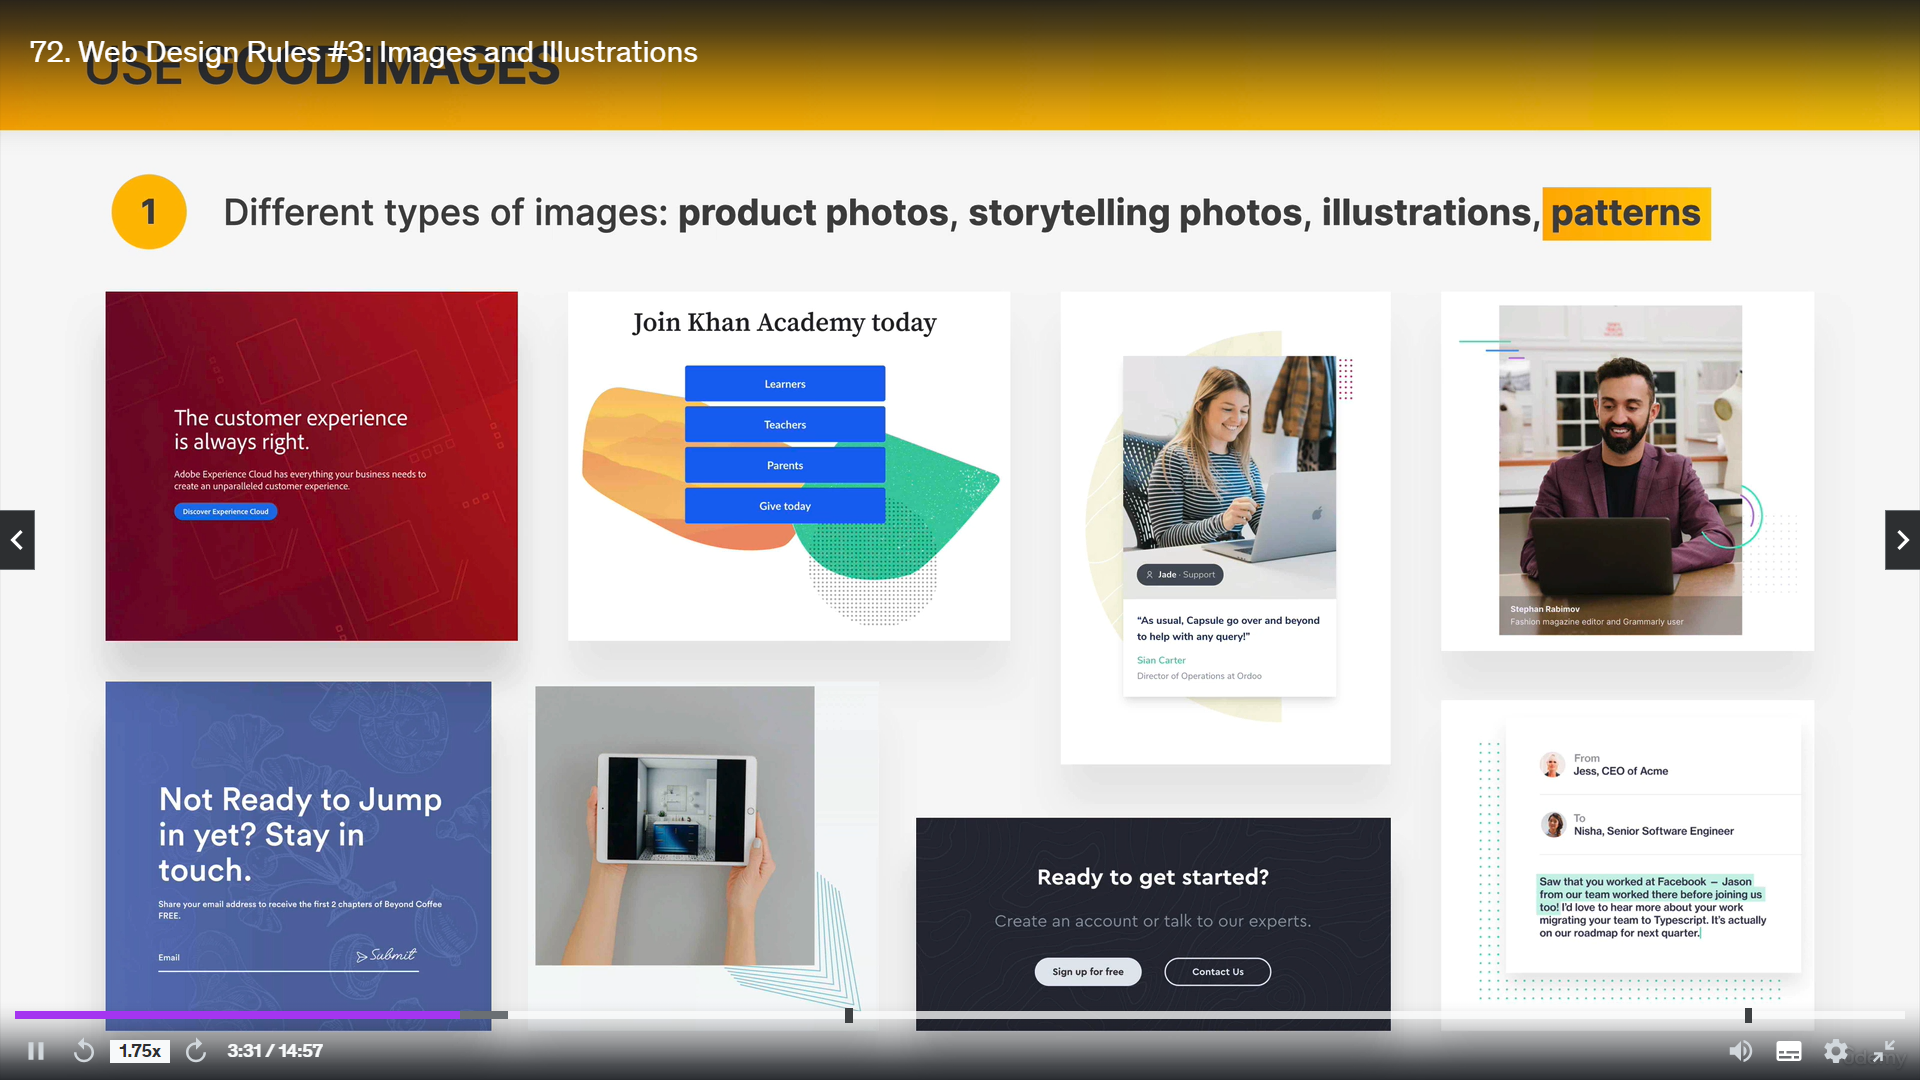 72. Web Design Rules #3: Images and Illustrations
USE GOOD IMAGES
1
Different types of images: product photos, storytelling photos, illustrations, patterns
The customer experience
is always right.
Adobe Experience Cloud has everything your business needs to
create an unparalleled customer experience.
Discover Experience Cloud
Join Khan Academy today
Learners
Teachers
Parents
Give today
Jade · Support
“As usual, Capsule go over and beyond
to help with any query!”
Sian Carter
Director of Operations at Ordoo
Stephan Rabimov
Fashion magazine editor and Grammarly user
Not Ready to Jump
in yet? Stay in
touch.
Share your email address to receive the first 2 chapters of Beyond Coffee
FREE.
Email
Submit
Ready to get started?
Create an account or talk to our experts.
Sign up for free
Contact Us
From
Jess, CEO of Acme
To
Nisha, Senior Software Engineer
Saw that you worked at Facebook – Jason
from our team worked there before joining us
too! I'd love to hear more about your work
migrating your team to Typescript. It's actually
on our roadmap for next quarter.
1.75x
3:31 / 14:57
Udemy